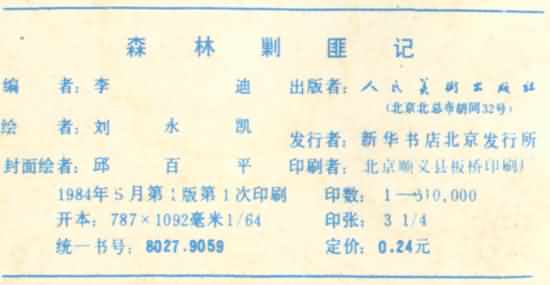 森林剿匪记
编者：李迪
绘者：刘永凯
封面绘者：邱百平
出版者：人民美术出版社
（北京北总布胡同32号）
发行者：新华书店北京发行所
印刷者：北京顺义县板桥印刷厂
1984年5月第1版第1次印刷
开本：787×1092毫米1/64
统一书号：8027.9059
印数：1—
印张：3 1/4
定价：0.24元